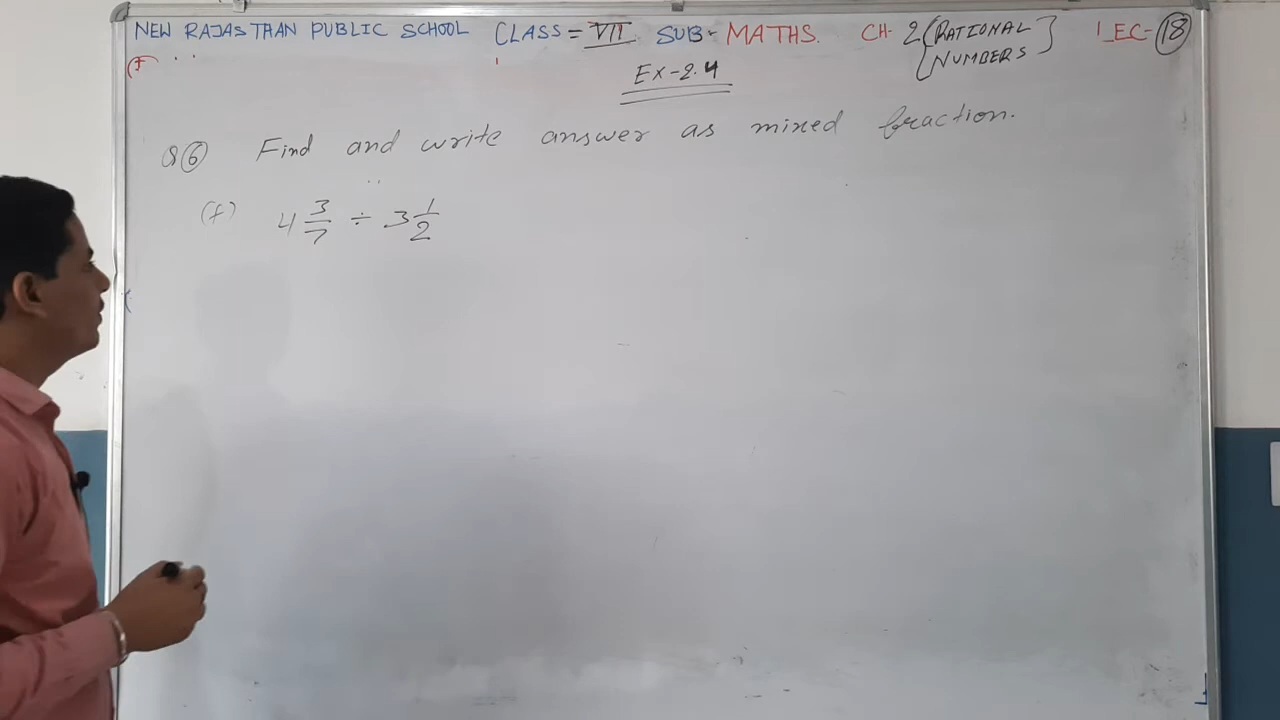 NEW RAJASTHAN PUBLIC SCHOOL CLASS = VII SUB- MATHS. CH- 2 (RATIONAL NUMBERS) LEC- 18
Ex-2.4
Q 6 Find and write answer as mixed fraction.
(f) 4 3/7 ÷ 3 1/2